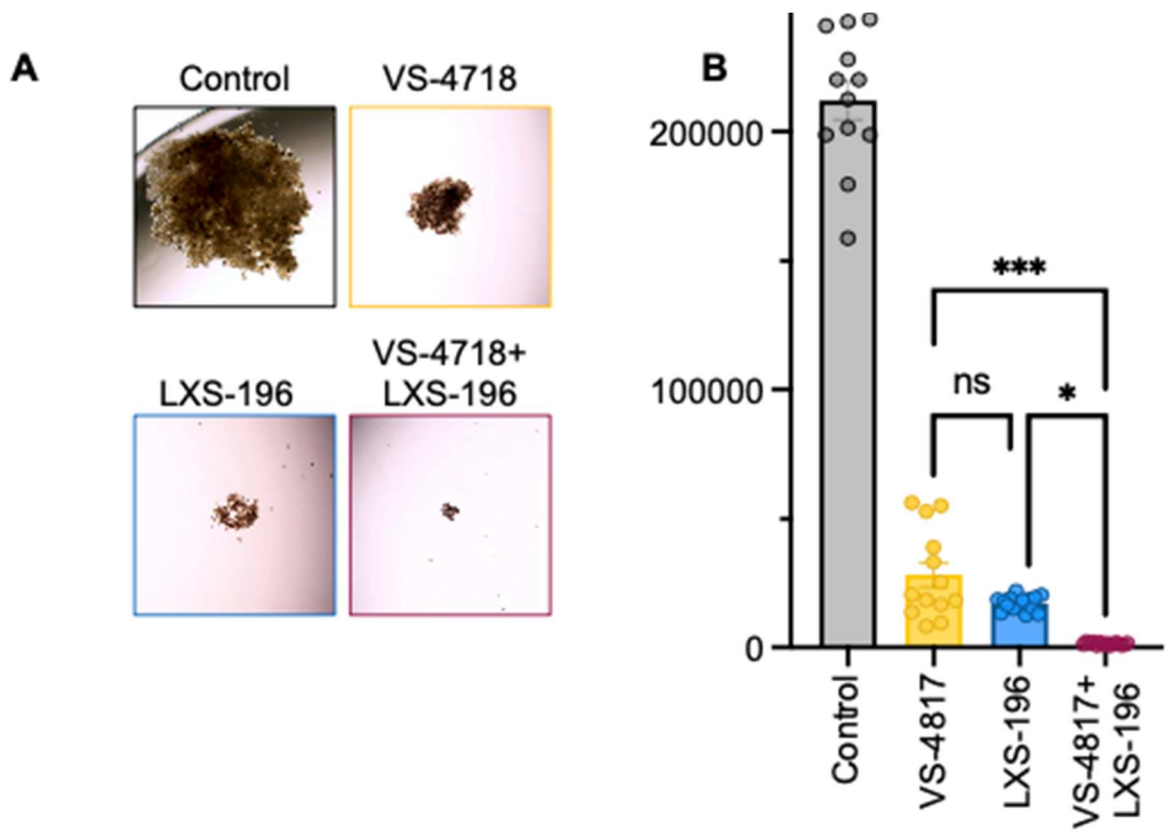 A
Control
VS-4718
LXS-196
VS-4718+
LXS-196
B
200000
100000
0
***
ns
*
Control
VS-4817
LXS-196
VS-4817+
LXS-196